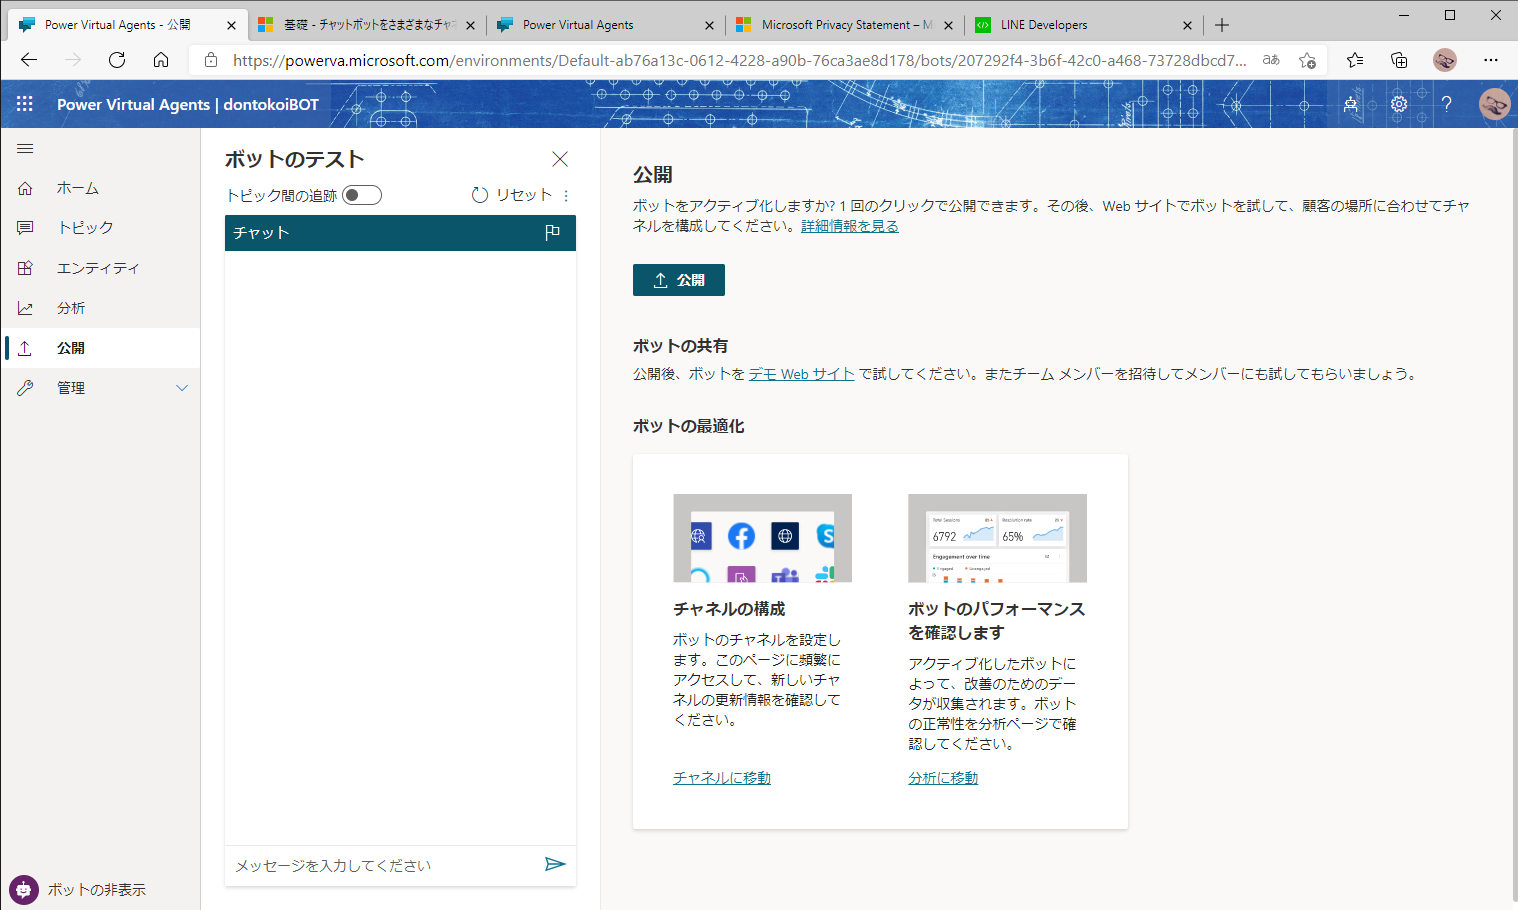 Power Virtual Agents - 公開
基礎 - チャットボットをさまざまなチャネ
Power Virtual Agents
Microsoft Privacy Statement – M
LINE Developers
https://powerva.microsoft.com/environments/Default-ab76a13c-0612-4228-a90b-76ca3ae8d178/bots/207292f4-3b6f-42c0-a468-73728dbcd7...
Power Virtual Agents | dontokoiBOT
ホーム
トピック
エンティティ
分析
公開
管理
ボットの非表示
ボットのテスト
トピック間の追跡
リセット
チャット
メッセージを入力してください
公開
ボットをアクティブ化しますか? 1 回のクリックで公開できます。その後、Web サイトでボットを試して、顧客の場所に合わせてチャ
ネルを構成してください。詳細情報を見る
公開
ボットの共有
公開後、ボットを デモ Web サイト で試してください。またチーム メンバーを招待してメンバーにも試してもらいましょう。
ボットの最適化
チャネルの構成
ボットのチャネルを設定し
ます。このページに頻繁に
アクセスして、新しいチャ
ネルの更新情報を確認して
ください。
チャネルに移動
Total Sessions
6792
Resolution rate
65%
Engagement over time
Engaged
Unengaged
ボットのパフォーマンス
を確認します
アクティブ化したボットに
よって、改善のためのデー
タが収集されます。ボット
の正常性を分析ページで確
認してください。
分析に移動